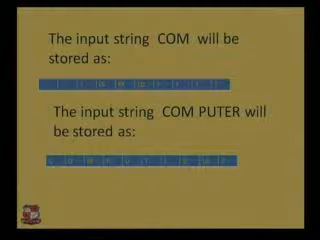 The input string COM will be
stored as:
The input string COM PUTER will
be stored as: